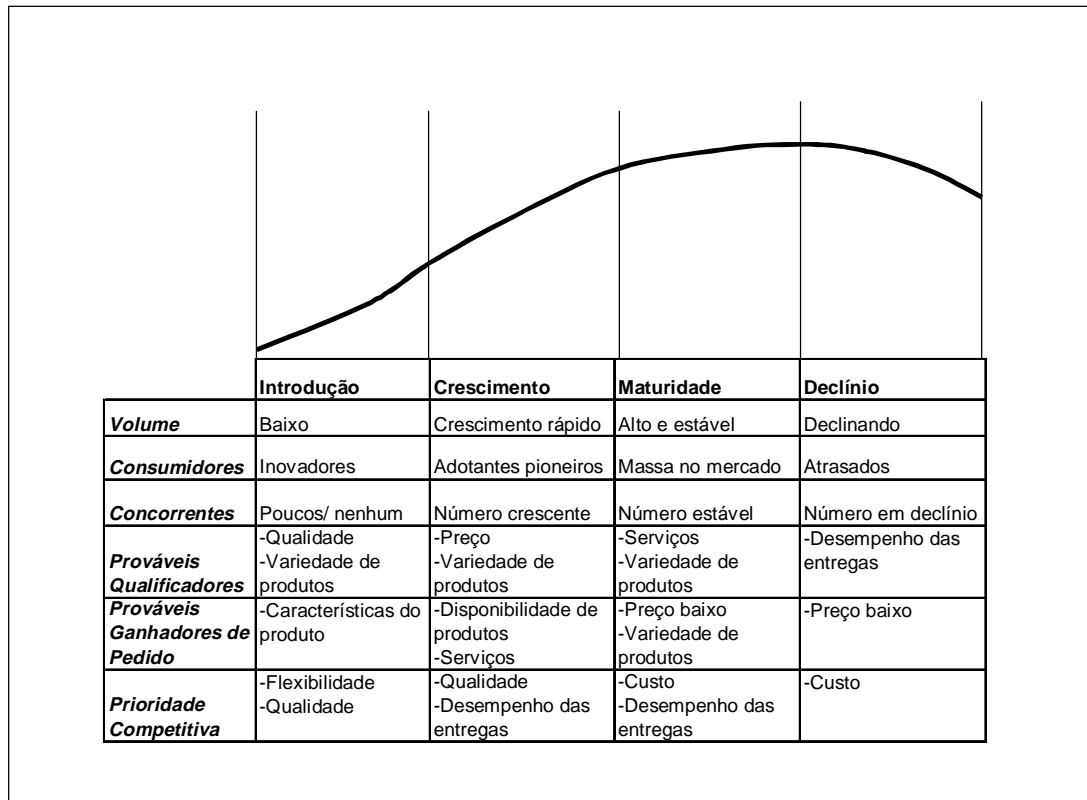 Introdução Crescimento Maturidade Declínio
Volume Baixo Crescimento rápido Alto e estável Declinando
Consumidores Inovadores Adotantes pioneiros Massa no mercado Atrasados
Concorrentes Poucos/ nenhum Número crescente Número estável Número em declínio
Prováveis Qualificadores
-Qualidade
-Variedade de
produtos
-Preço
-Variedade de
produtos
-Serviços
-Variedade de
produtos
-Desempenho das
entregas
Prováveis
Ganhadores de
Pedido
-Características do
produto
-Disponibilidade de
produtos
-Serviços
-Preço baixo
-Variedade de
produtos
-Preço baixo
Prioridade
Competitiva
-Flexibilidade
-Qualidade
-Qualidade
-Desempenho das
entregas
-Custo
-Desempenho das
entregas
-Custo